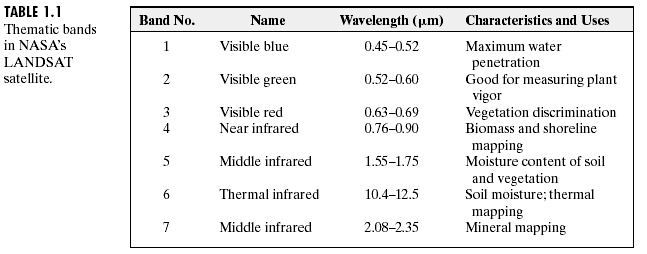 TABLE 1.1
Thematic bands
in NASA's
LANDSAT
satellite.
Band No. Name Wavelength (μm) Characteristics and Uses
1 Visible blue 0.45–0.52 Maximum water
penetration
2 Visible green 0.52–0.60 Good for measuring plant
vigor
3 Visible red 0.63–0.69 Vegetation discrimination
4 Near infrared 0.76–0.90 Biomass and shoreline
mapping
5 Middle infrared 1.55–1.75 Moisture content of soil
and vegetation
6 Thermal infrared 10.4–12.5 Soil moisture; thermal
mapping
7 Middle infrared 2.08–2.35 Mineral mapping